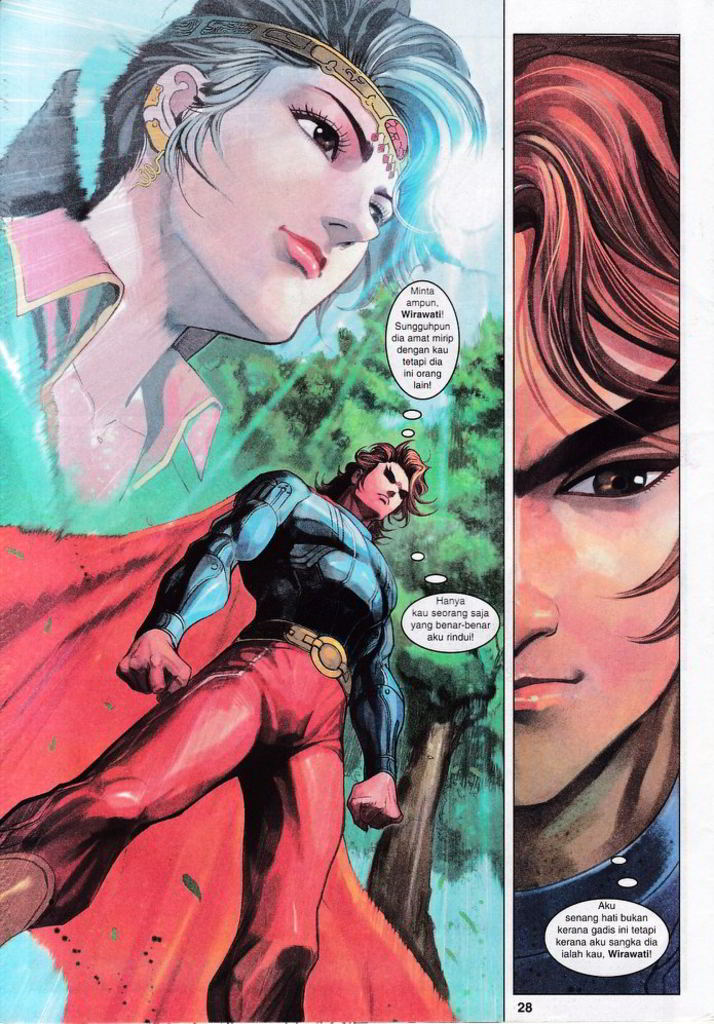 Minta
ampun,
Wirawati!
Sungguhpun
dia amat mirip
dengan kau
tetapi dia
ini orang
lain!
Hanya
kau seorang saja
yang benar-benar
aku rindui!
Aku
senang hati bukan
kerana gadis ini tetapi
kerana aku sangka dia
ialah kau, Wirawati!
28